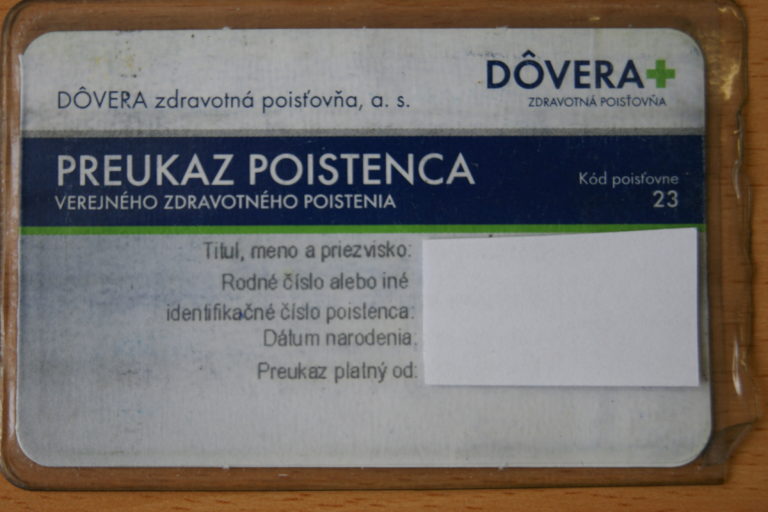 DÔVERA zdravotná poisťovňa, a. s.
DÔVERA
ZDRAVOTNÁ POISŤOVŇA
PREUKAZ POISTENCA
VEREJNÉHO ZDRAVOTNÉHO POISTENIA
Kód poisťovne
23
Titul, meno a priezvisko:
Rodné číslo alebo iné
identifikačné číslo poistenca:
Dátum narodenia:
Preukaz platný od: